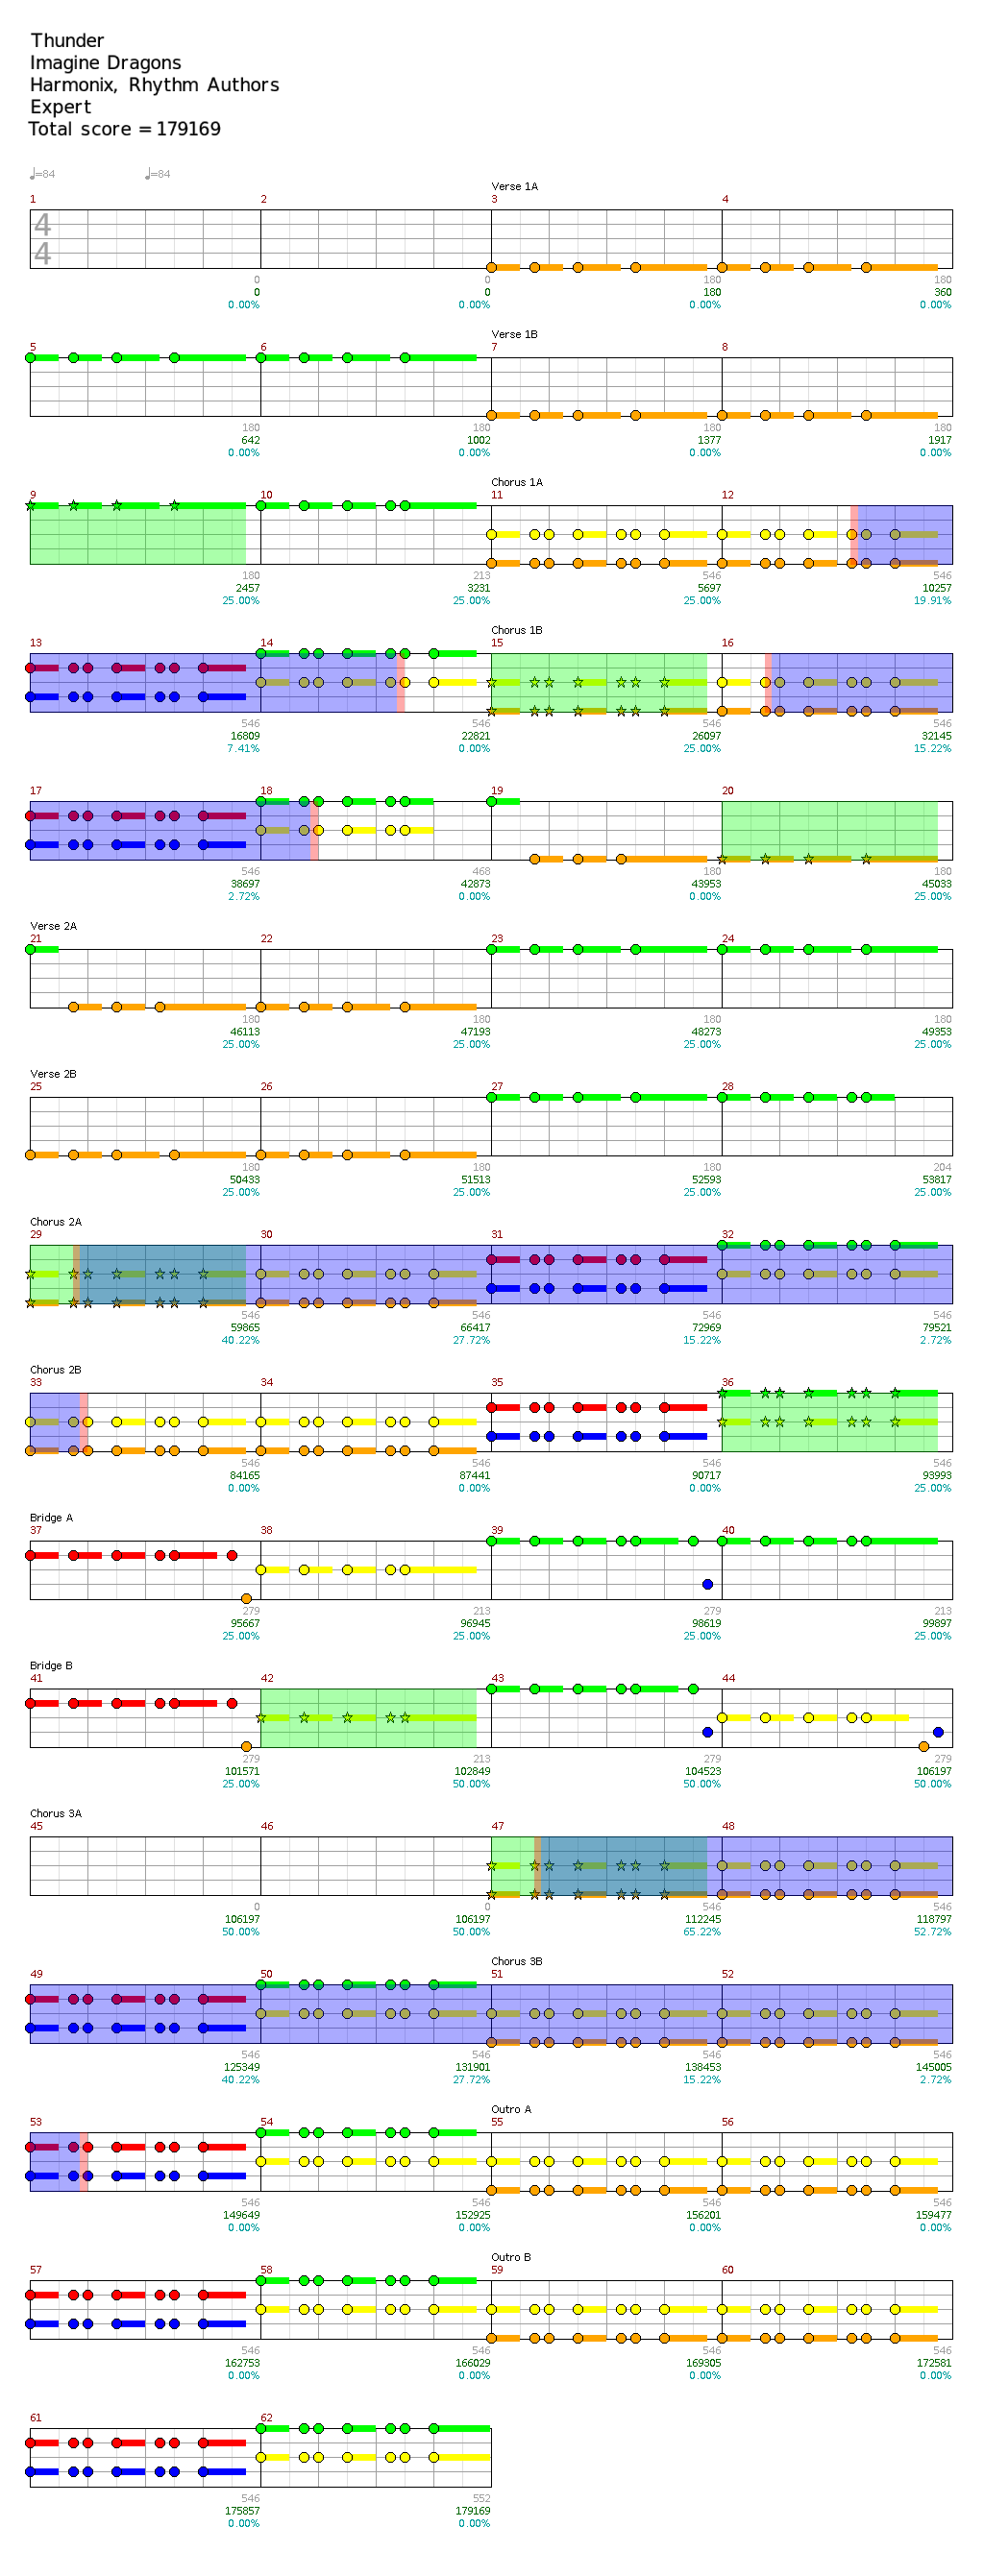 Thunder
Imagine Dragons
Harmonix, Rhythm Authors
Expert
Total score = 179169
♩=84 ♩=84
Verse 1A
1 2 3 4
4
4
0 0 180 180
0 0 180 360
0.00% 0.00% 0.00% 0.00%
Verse 1B
5 6 7 8
180 180 180 180
642 1002 1377 1917
0.00% 0.00% 0.00% 0.00%
Chorus 1A
9 10 11 12
180 213 546 546
2457 3231 5697 10257
25.00% 25.00% 25.00% 19.91%
Chorus 1B
13 14 15 16
546 546 546 546
16809 22821 26097 32145
7.41% 0.00% 25.00% 15.22%
17 18 19 20
546 468 180 180
38697 42873 43953 45033
2.72% 0.00% 0.00% 25.00%
Verse 2A
21 22 23 24
180 180 180 180
46113 47193 48273 49353
25.00% 25.00% 25.00% 25.00%
Verse 2B
25 26 27 28
180 180 180 204
50433 51513 52593 53817
25.00% 25.00% 25.00% 25.00%
Chorus 2A
29 30 31 32
546 546 546 546
59865 66417 72969 79521
40.22% 27.72% 15.22% 2.72%
Chorus 2B
33 34 35 36
546 546 546 546
84165 87441 90717 93993
0.00% 0.00% 0.00% 25.00%
Bridge A
37 38 39 40
279 213 279 213
95667 96945 98619 99897
25.00% 25.00% 25.00% 25.00%
Bridge B
41 42 43 44
279 213 279 279
101571 102849 104523 106197
25.00% 50.00% 50.00% 50.00%
Chorus 3A
45 46 47 48
0 0 546 546
106197 106197 112245 118797
50.00% 50.00% 65.22% 52.72%
Chorus 3B
49 50 51 52
546 546 546 546
125349 131901 138453 145005
40.22% 27.72% 15.22% 2.72%
Outro A
53 54 55 56
546 546 546 546
149649 152925 156201 159477
0.00% 0.00% 0.00% 0.00%
Outro B
57 58 59 60
546 546 546 546
162753 166029 169305 172581
0.00% 0.00% 0.00% 0.00%
61 62
546 552
175857 179169
0.00% 0.00%